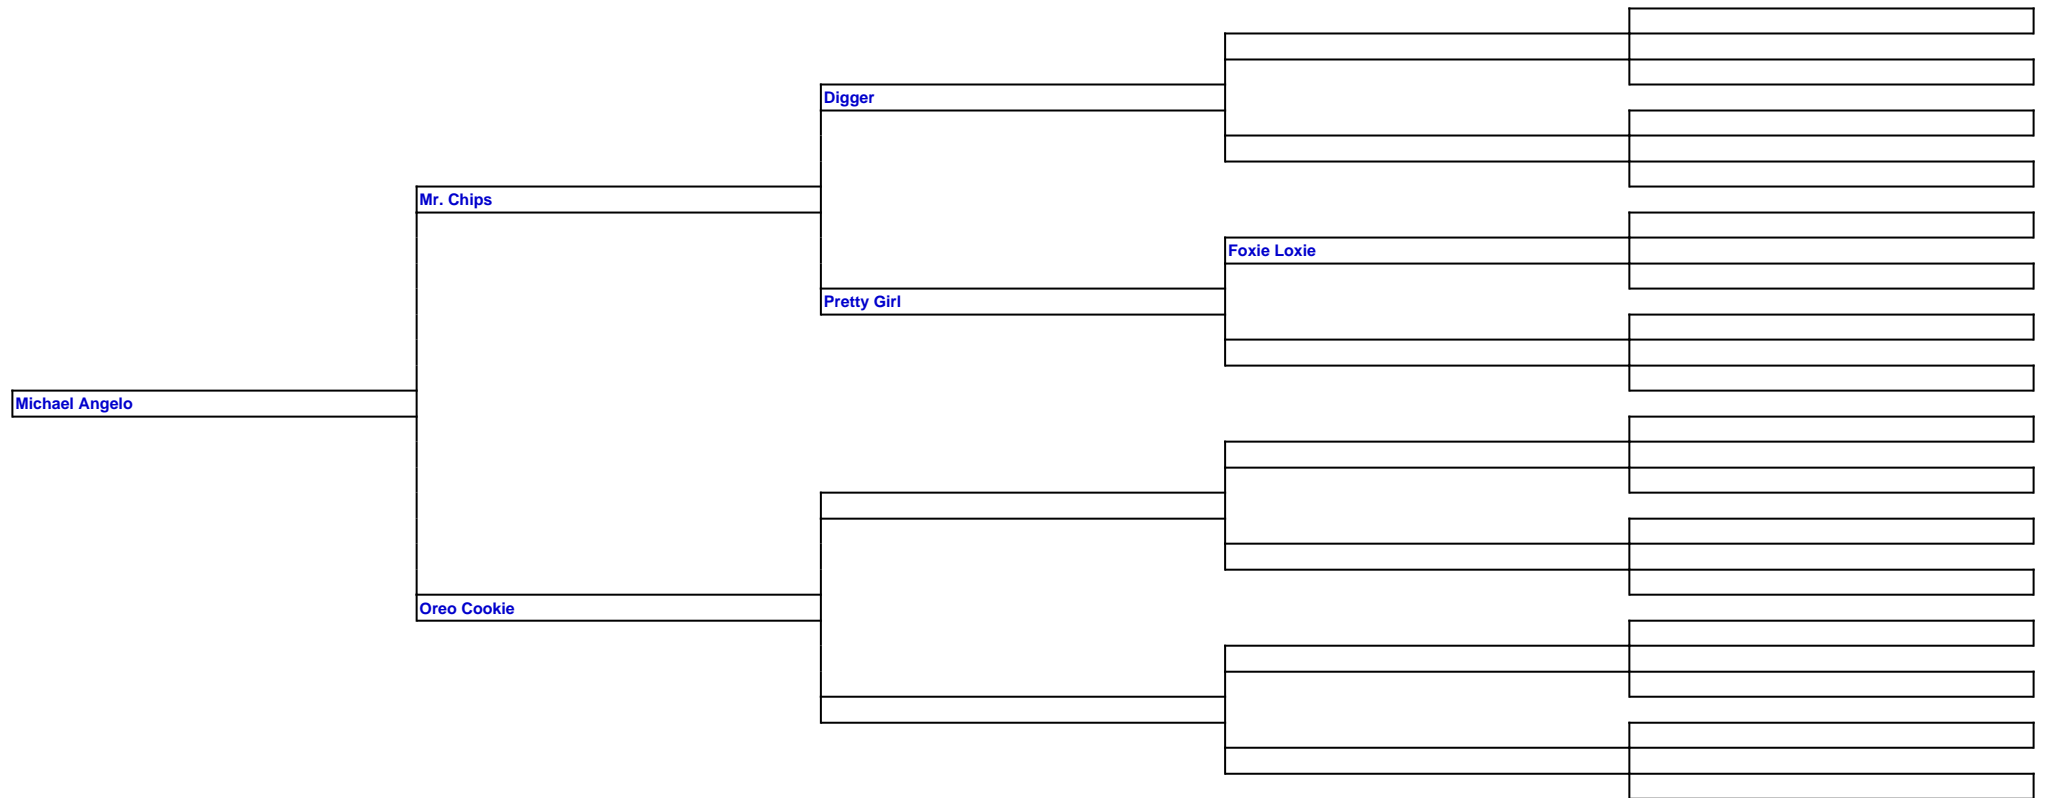 Digger
Mr. Chips
Foxie Loxie
Pretty Girl
Michael Angelo
Oreo Cookie